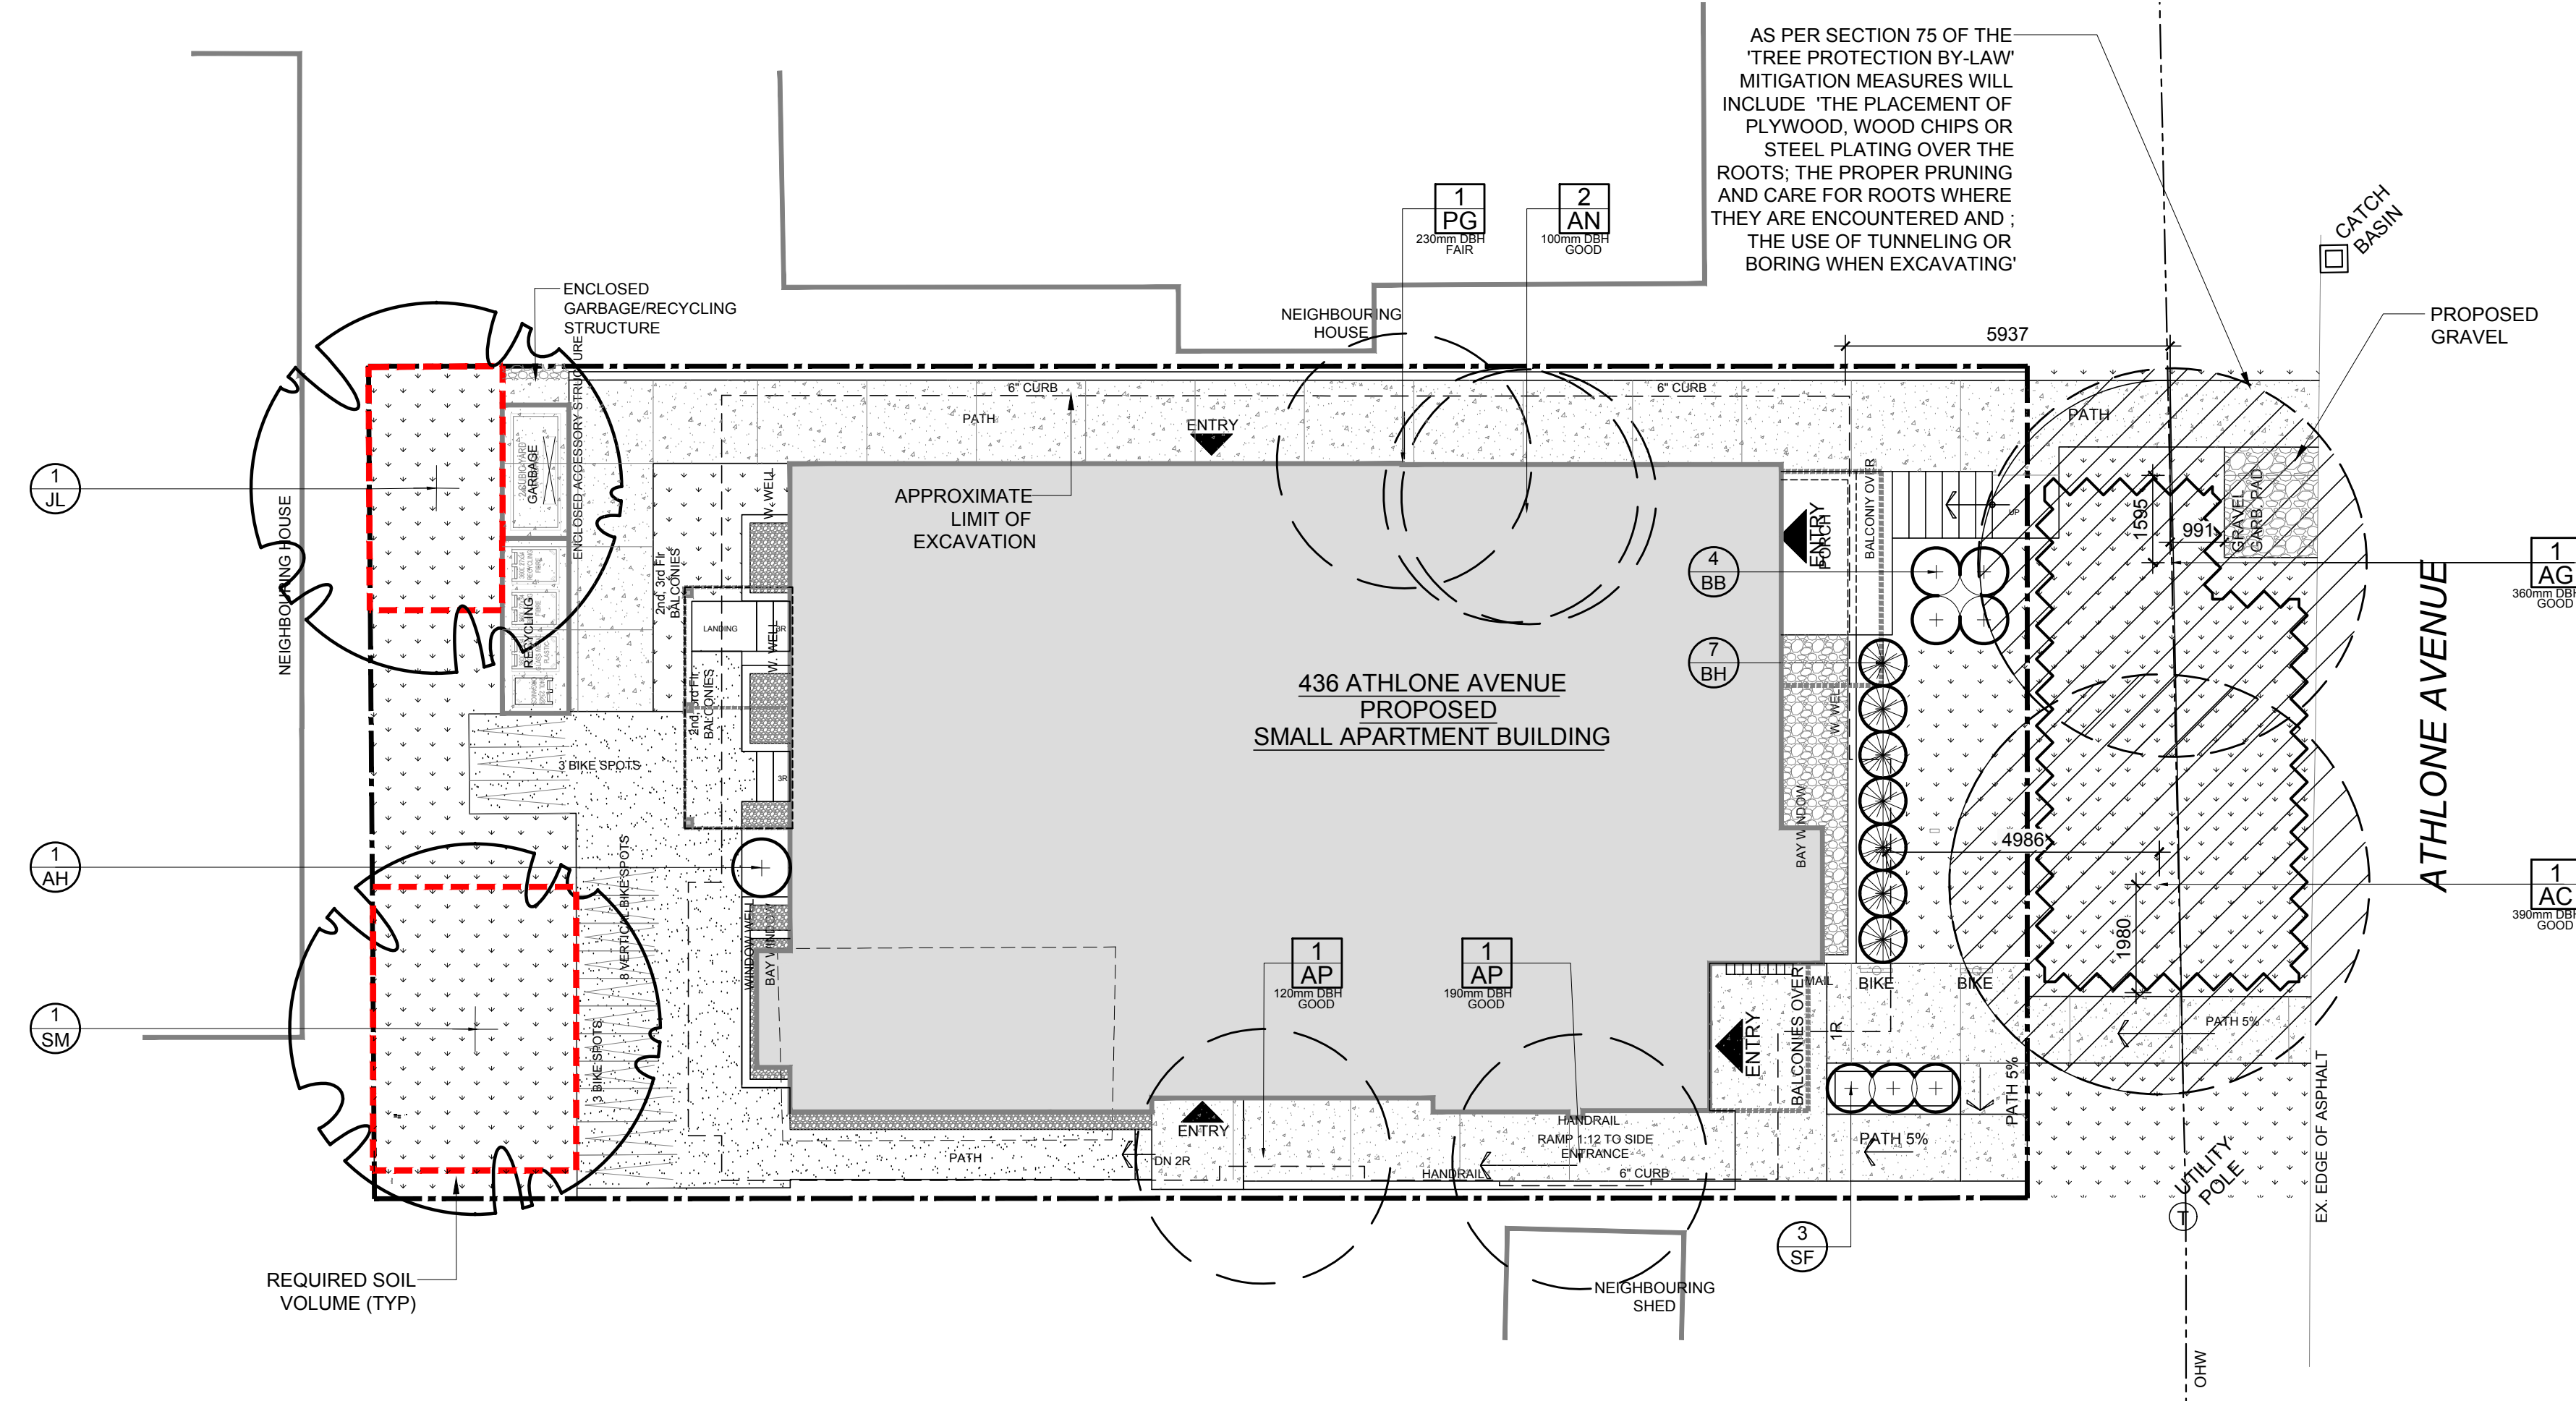 AS PER SECTION 75 OF THE
'TREE PROTECTION BY-LAW'
MITIGATION MEASURES WILL
INCLUDE 'THE PLACEMENT OF
PLYWOOD, WOOD CHIPS OR
STEEL PLATING OVER THE
ROOTS; THE PROPER PRUNING
AND CARE FOR ROOTS WHERE
THEY ARE ENCOUNTERED AND ;
THE USE OF TUNNELING OR
BORING WHEN EXCAVATING'
CATCH
BASIN
PROPOSED
GRAVEL
1
PG
230mm DBH
FAIR
2
AN
100mm DBH
GOOD
ENCLOSED
GARBAGE/RECYCLING
STRUCTURE
NEIGHBOURING
HOUSE
5937
6" CURB
6" CURB
PATH
ENTRY
PATH
1
JL
NEIGHBOURING HOUSE
GARBAGE
ENCLOSED ACCESSORY STRUCTURE
RECYCLING
APPROXIMATE
LIMIT OF
EXCAVATION
W. WELL
2nd, 3rd Flr
BALCONIES
LANDING
3R
W. WELL
2nd, 3rd Flr,
BALCONIES
3R
3 BIKE SPOTS
ENTRY
PORCH
BALCONIY OVER
UP
1595
991
GRAVEL
GARB. PAD
4
BB
7
BH
1
AG
360mm DBH
GOOD
436 ATHLONE AVENUE
PROPOSED
SMALL APARTMENT BUILDING
W. WELL
BAY WINDOW
4986
1980
ATHLONE AVENUE
1
AC
390mm DBH
GOOD
1
AH
8 VERTICAL BIKE SPOTS
WINDOW WELL
BAY WINDOW
1
SM
3 BIKE SPOTS
1
AP
120mm DBH
GOOD
1
AP
190mm DBH
GOOD
ENTRY
BALCONIES OVER
MAIL
1R
BIKE
BIKE
PATH 5%
PATH 5%
PATH 5%
ENTRY
DN 2R
PATH
HANDRAIL
RAMP 1:12 TO SIDE
ENTRANCE
HANDRAIL
6" CURB
EX. EDGE OF ASPHALT
UTILITY
POLE
T
3
SF
REQUIRED SOIL
VOLUME (TYP)
NEIGHBOURING
SHED
OHW